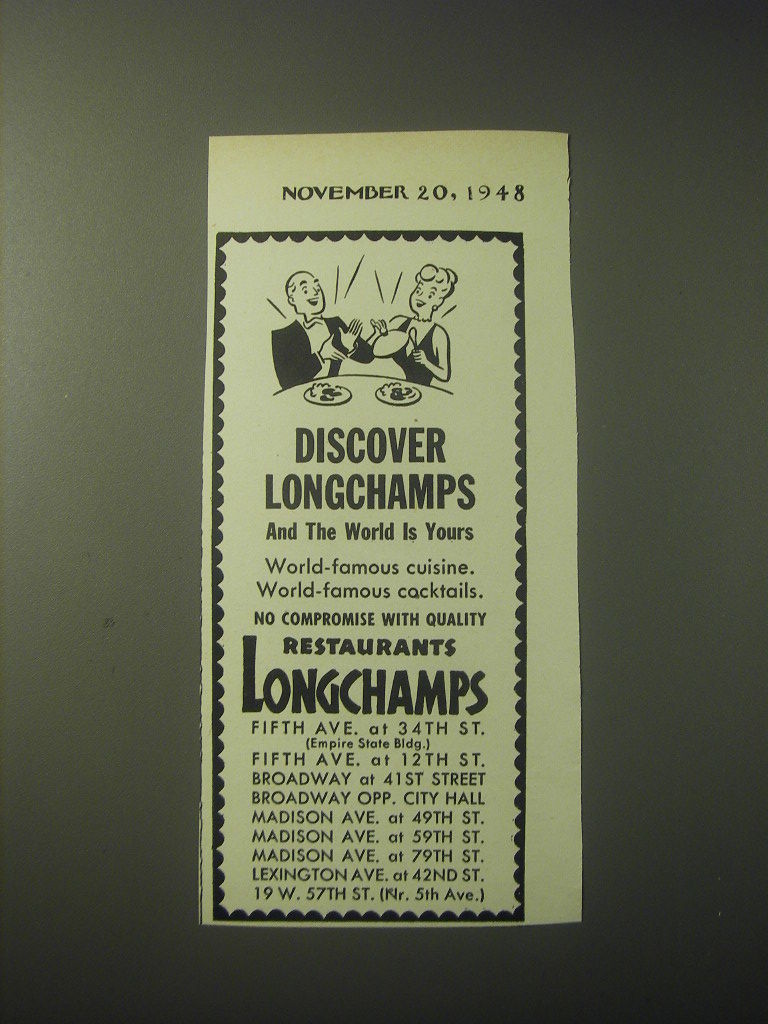 NOVEMBER 20, 1948
DISCOVER
LONGCHAMPS
And The World Is Yours
World-famous cuisine.
World-famous cocktails.
NO COMPROMISE WITH QUALITY
RESTAURANTS
LONGCHAMPS
FIFTH AVE. at 34TH ST.
(Empire State Bldg.)
FIFTH AVE. at 12TH ST.
BROADWAY at 41ST STREET
BROADWAY OPP. CITY HALL
MADISON AVE. at 49TH ST.
MADISON AVE. at 59TH ST.
MADISON AVE. at 79TH ST.
LEXINGTON AVE. at 42ND ST.
19 W. 57TH ST. (Nr. 5th Ave.)